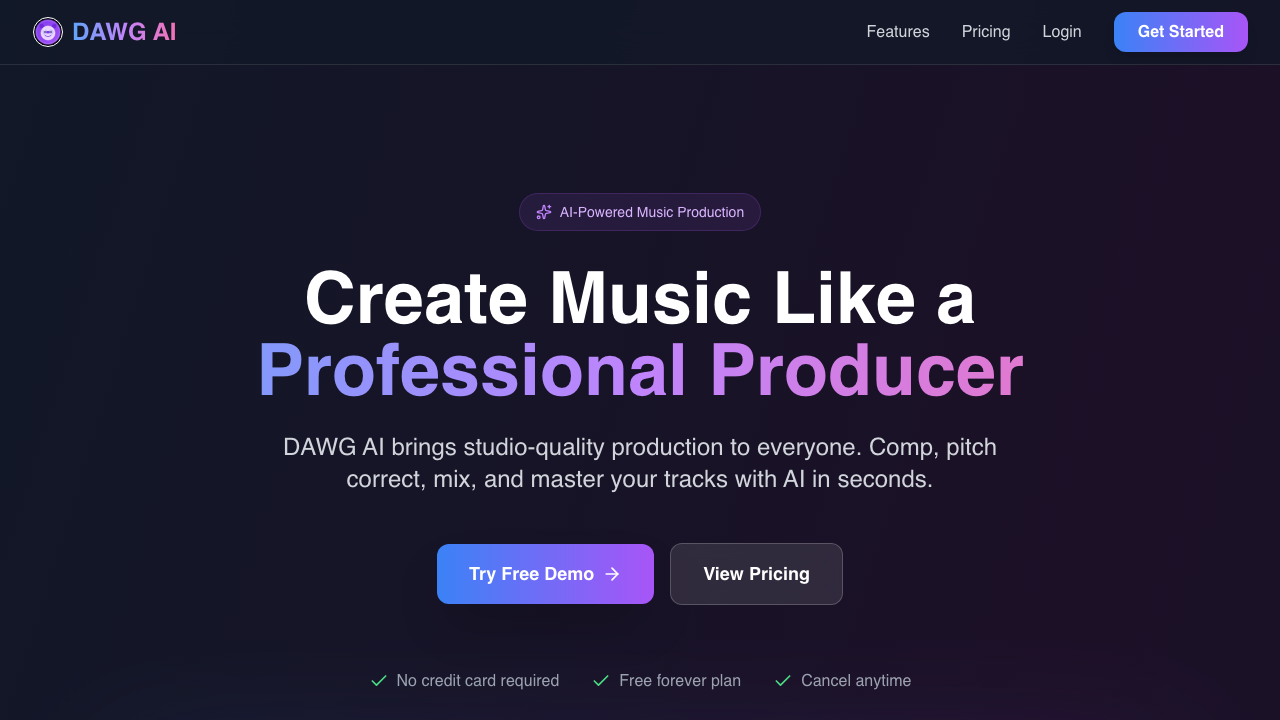 DAWG AI
Features
Pricing
Login
Get Started
AI-Powered Music Production
Create Music Like a
Professional Producer
DAWG AI brings studio-quality production to everyone. Comp, pitch
correct, mix, and master your tracks with AI in seconds.
Try Free Demo
View Pricing
No credit card required
Free forever plan
Cancel anytime